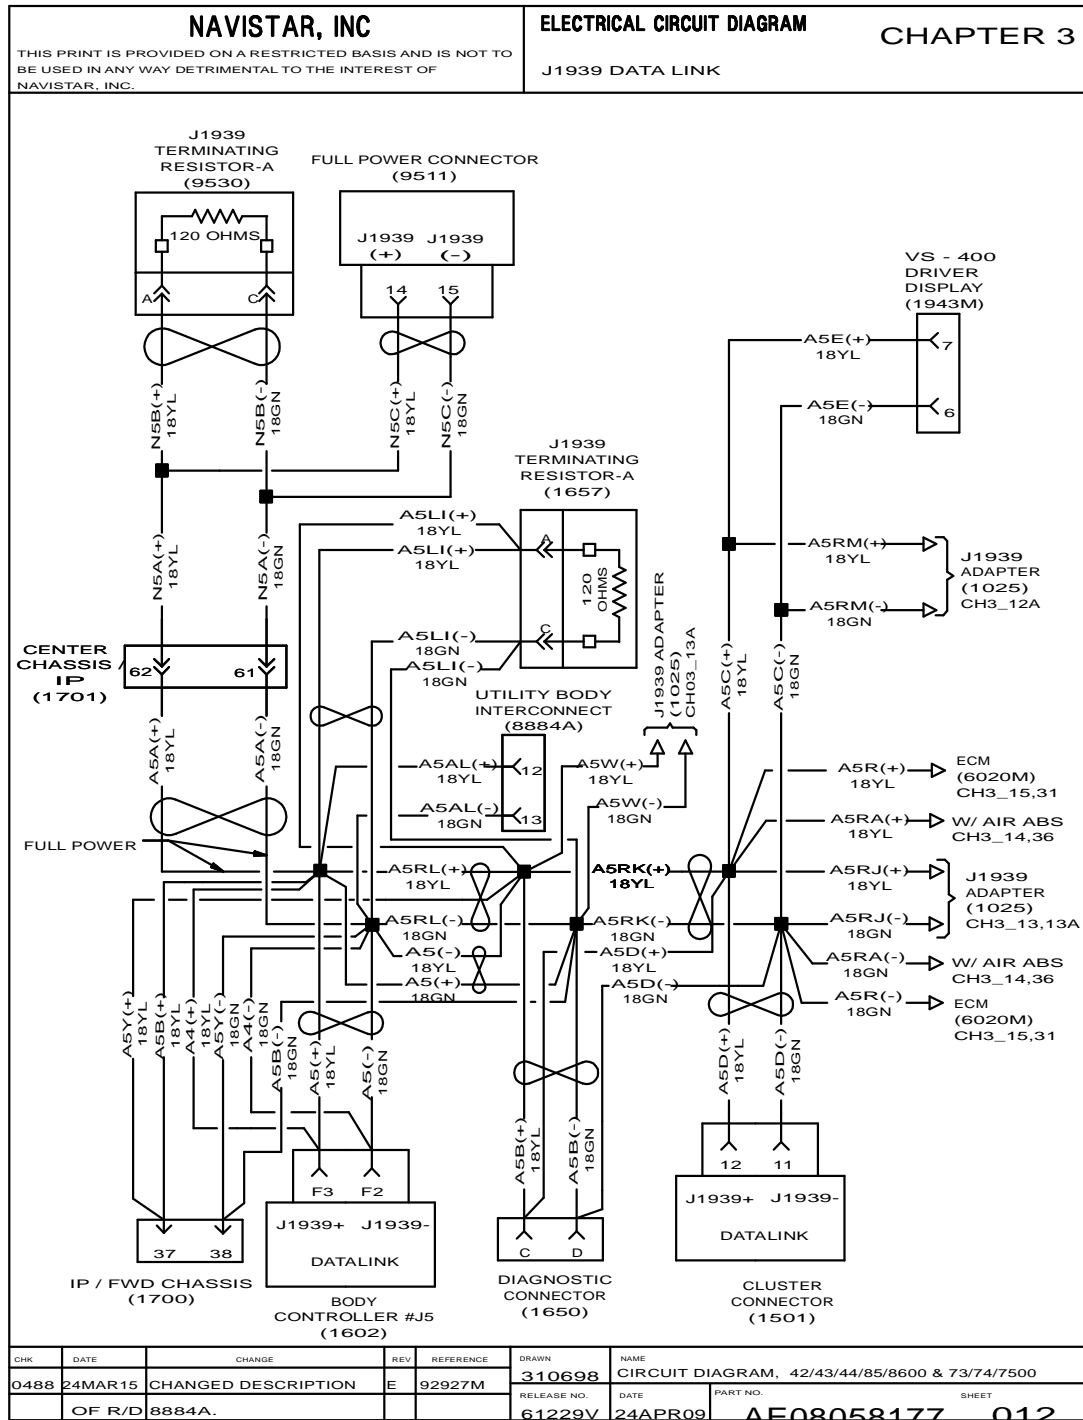 NAVISTAR, INC
THIS PRINT IS PROVIDED ON A RESTRICTED BASIS AND IS NOT TO
BE USED IN ANY WAY DETRIMENTAL TO THE INTEREST OF
NAVISTAR, INC.
ELECTRICAL CIRCUIT DIAGRAM
CHAPTER 3
J1939 DATA LINK
J1939
TERMINATING
RESISTOR-A
(9530)
120 OHMS
A
C
FULL POWER CONNECTOR
(9511)
J1939 J1939
(+) (-)
14 15
VS - 400
DRIVER
DISPLAY
(1943M)
7
6
A5E(+)
18YL
A5E(-)
18GN
N5B(+)
18YL
N5B(-)
18GN
N5C(+)
18YL
N5C(-)
18GN
J1939
TERMINATING
RESISTOR-A
(1657)
A
C
120
OHMS
A5LI(+)
18YL
A5LI(+)
18YL
A5LI(-)
18GN
A5LI(-)
18GN
N5A(+)
18YL
N5A(-)
18GN
A5RM(+)
18YL
A5RM(-)
18GN
J1939
ADAPTER
(1025)
CH3_12A
CENTER
CHASSIS /
IP
(1701)
62 61
J1939 ADAPTER
(1025)
CH03_13A
A5C(+)
18YL
A5C(-)
18GN
UTILITY BODY
INTERCONNECT
(8884A)
12
13
A5A(+)
18YL
A5A(-)
18GN
A5AL(+)
18YL
A5AL(-)
18GN
A5W(+)
18YL
A5W(-)
18GN
A5R(+)
18YL
ECM
(6020M)
CH3_15,31
A5RA(+)
18YL
W/ AIR ABS
CH3_14,36
FULL POWER
A5RL(+)
18YL
A5RK(+)
18YL
A5RJ(+)
18YL
J1939
ADAPTER
(1025)
CH3_13,13A
A5RL(-)
18GN
A5RK(-)
18GN
A5RJ(-)
18GN
A5(-)
18YL
A5(+)
18GN
A5D(+)
18YL
A5D(-)
18GN
A5RA(-)
18GN
W/ AIR ABS
CH3_14,36
A5R(-)
18GN
ECM
(6020M)
CH3_15,31
A5Y(+)
18YL
A5B(+)
18YL
A4(+)
18YL
A5Y(-)
18GN
A4(-)
18GN
A5B(-)
18GN
A5(+)
18YL
A5(-)
18GN
A5B(+)
18YL
A5B(-)
18GN
A5D(+)
18YL
A5D(-)
18GN
37 38
IP / FWD CHASSIS
(1700)
F3 F2
J1939+ J1939-
DATALINK
BODY
CONTROLLER #J5
(1602)
C D
DIAGNOSTIC
CONNECTOR
(1650)
12 11
J1939+ J1939-
DATALINK
CLUSTER
CONNECTOR
(1501)
CHK DATE CHANGE REV REFERENCE
0488 24MAR15 CHANGED DESCRIPTION E 92927M
OF R/D 8884A.
DRAWN
310698
NAME
CIRCUIT DIAGRAM, 42/43/44/85/8600 & 73/74/7500
RELEASE NO.
61229V
DATE
24APR09
PART NO.
AE08058177
SHEET
012